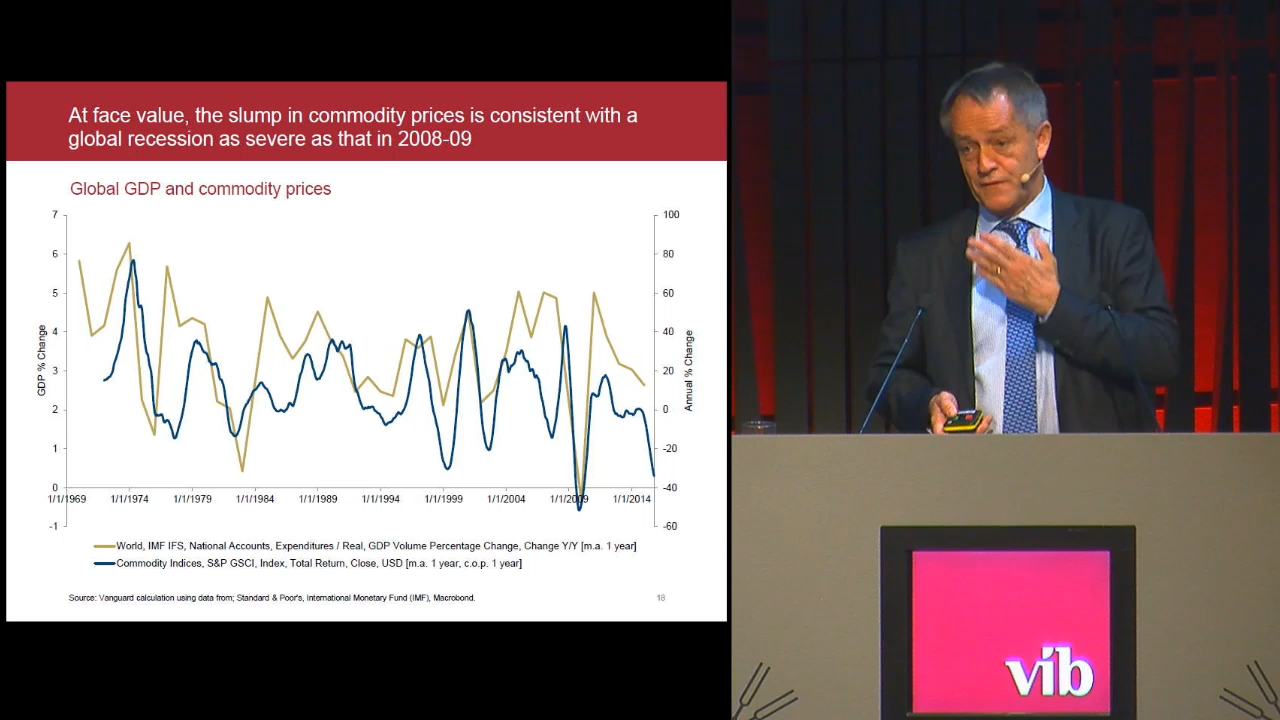 At face value, the slump in commodity prices is consistent with a
global recession as severe as that in 2008-09
Global GDP and commodity prices
7
6
5
4
3
2
1
0
-1
GDP % Change
100
80
60
40
20
0
-20
-40
-60
Annual % Change
1/1/1969 1/1/1974 1/1/1979 1/1/1984 1/1/1989 1/1/1994 1/1/1999 1/1/2004 1/1/2009 1/1/2014
World, IMF IFS, National Accounts, Expenditures / Real, GDP Volume Percentage Change, Change Y/Y [m.a. 1 year]
Commodity Indices, S&P GSCI, Index, Total Return, Close, USD [m.a. 1 year, c.o.p. 1 year]
Source: Vanguard calculation using data from; Standard & Poor's, International Monetary Fund (IMF), Macrobond.
18
vib